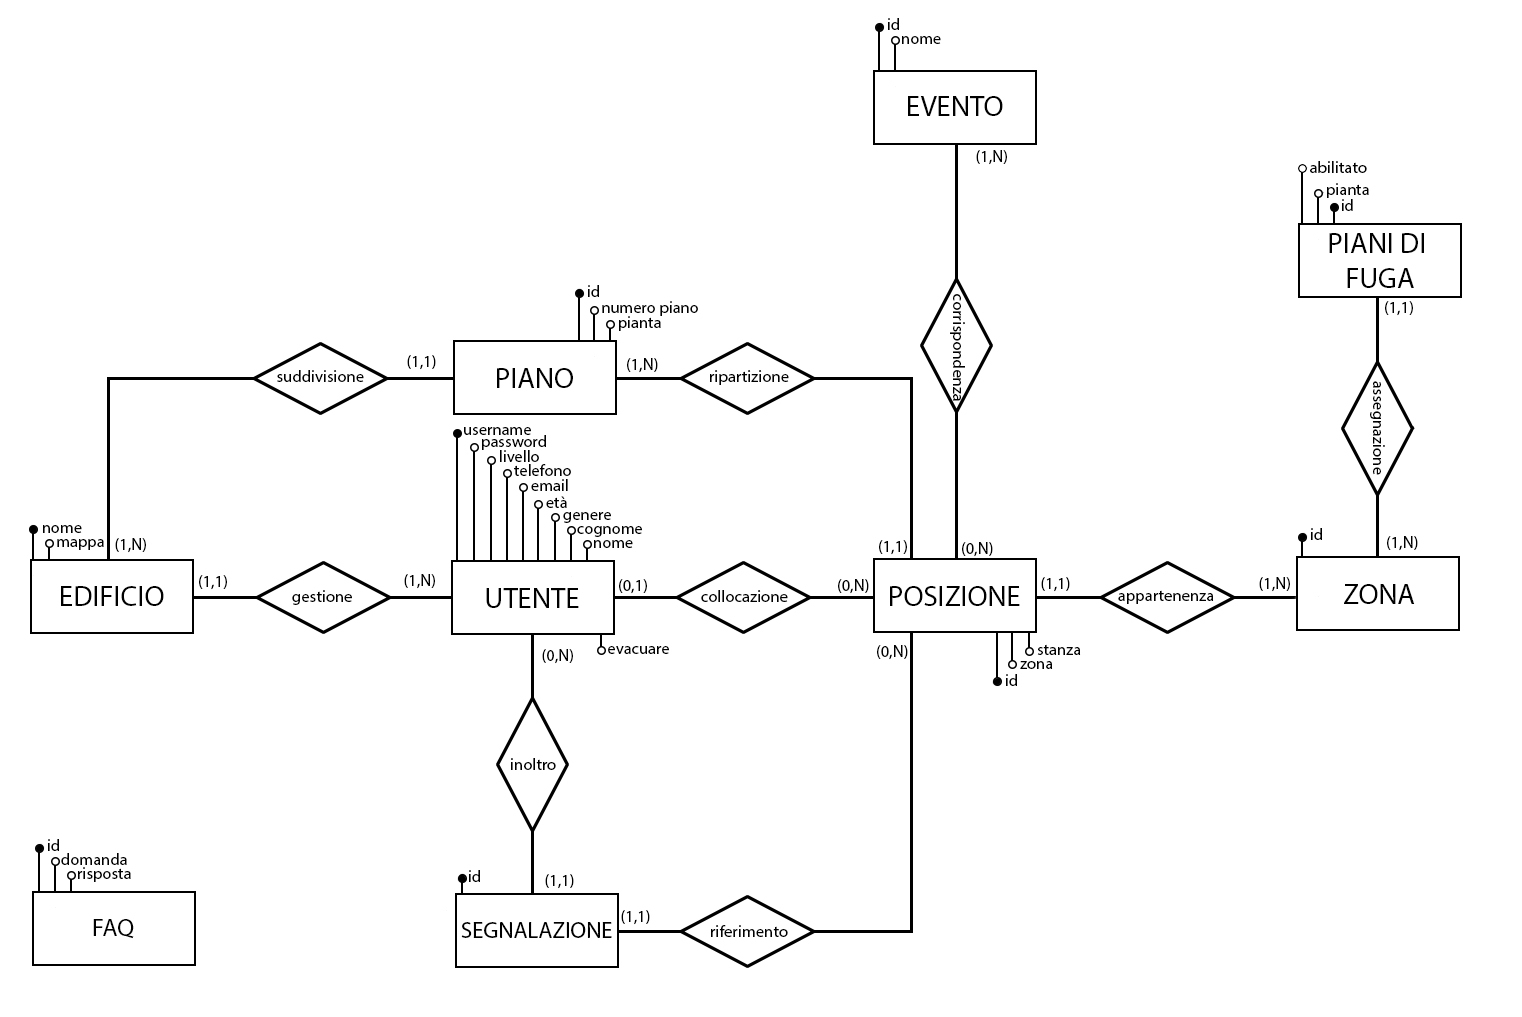 id
nome
EVENTO
(1,N)
abilitato
pianta
id
PIANI DI
FUGA
(1,1)
corrispondenza
id
numero piano
pianta
suddivisione
(1,1)
PIANO
(1,N)
ripartizione
assegnazione
username
password
livello
telefono
email
età
genere
cognome
nome
nome
mappa
(1,N)
(1,1)
(0,N)
id
(1,N)
EDIFICIO
(1,1)
gestione
(1,N)
UTENTE
(0,1)
collocazione
(0,N)
POSIZIONE
(1,1)
appartenenza
(1,N)
ZONA
(0,N)
evacuare
(0,N)
stanza
zona
id
inoltro
id
domanda
risposta
FAQ
id
(1,1)
SEGNALAZIONE
(1,1)
riferimento